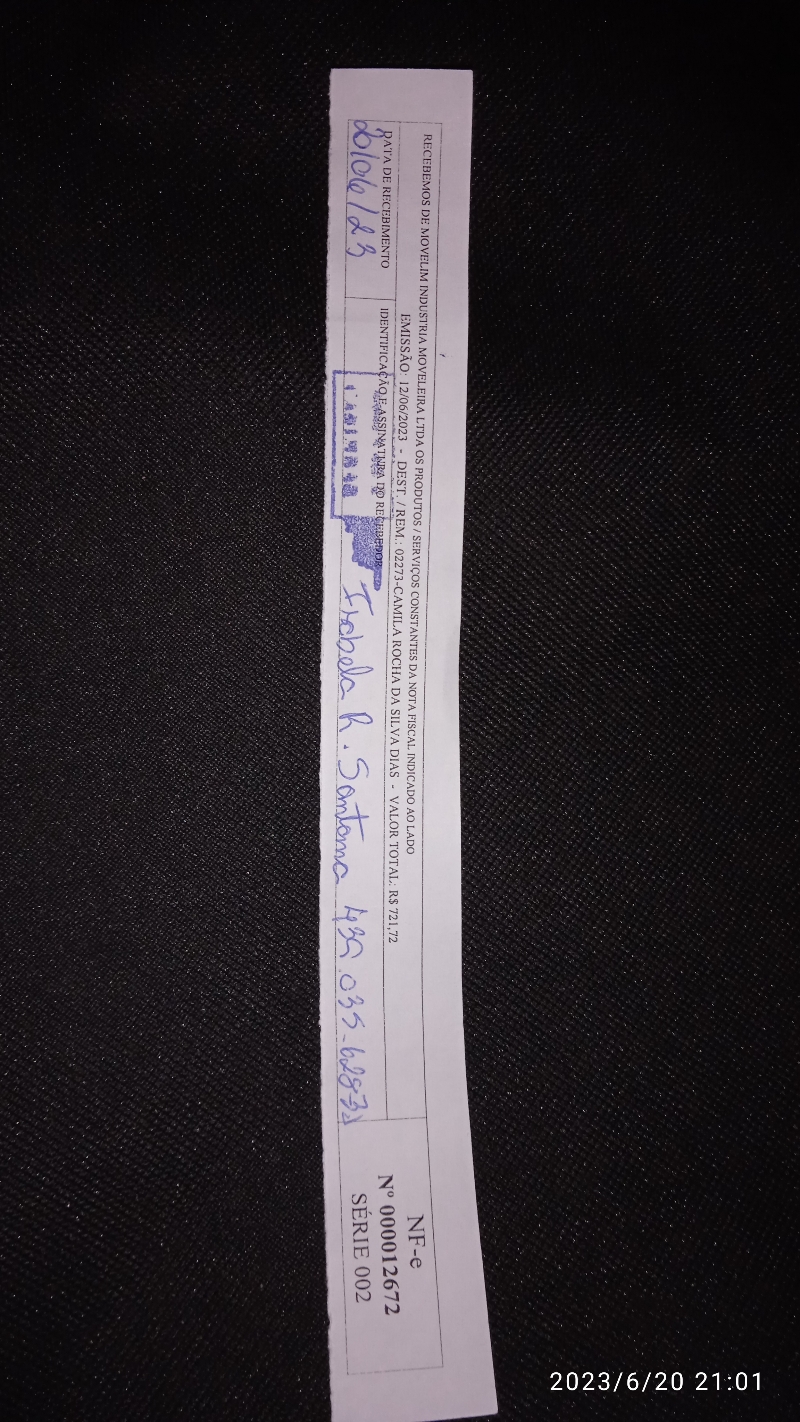 RECEBEMOS DE MOVELIM INDUSTRIA MOVELEIRA LTDA OS PRODUTOS / SERVIÇOS CONSTANTES DA NOTA FISCAL INDICADO AO LADO
EMISSÃO: 12/06/2023 - DEST. / REM.: 02273-CAMILA ROCHA DA SILVA DIAS - VALOR TOTAL: R$ 721,72
DATA DE RECEBIMENTO
20/06/23
IDENTIFICAÇÃO E ASSINATURA DO RECEBEDOR
Izabela R. Santana
NF-e
Nº 000012672
SÉRIE 002
2023/6/20 21:01